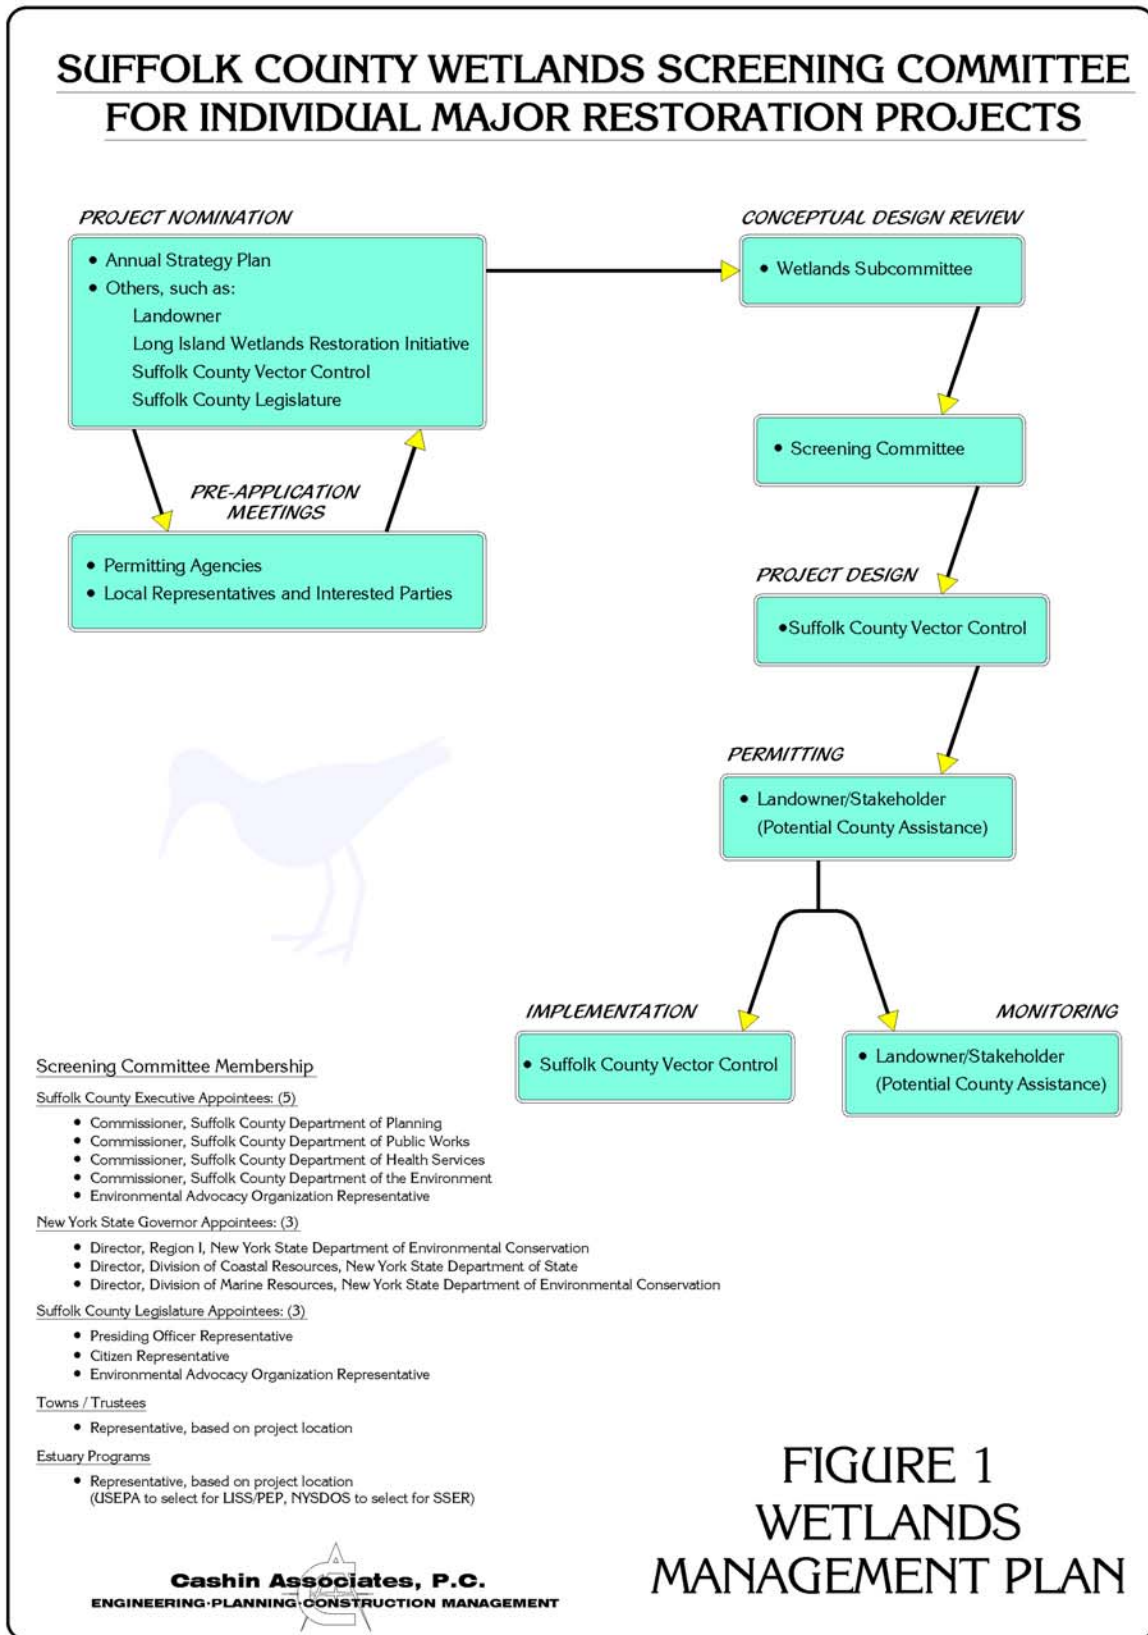 SUFFOLK COUNTY WETLANDS SCREENING COMMITTEE
FOR INDIVIDUAL MAJOR RESTORATION PROJECTS
PROJECT NOMINATION
• Annual Strategy Plan
• Others, such as:
Landowner
Long Island Wetlands Restoration Initiative
Suffolk County Vector Control
Suffolk County Legislature
PRE-APPLICATION
MEETINGS
• Permitting Agencies
• Local Representatives and Interested Parties
CONCEPTUAL DESIGN REVIEW
• Wetlands Subcommittee
• Screening Committee
PROJECT DESIGN
•Suffolk County Vector Control
PERMITTING
• Landowner/Stakeholder
(Potential County Assistance)
IMPLEMENTATION
• Suffolk County Vector Control
MONITORING
• Landowner/Stakeholder
(Potential County Assistance)
Screening Committee Membership
Suffolk County Executive Appointees: (5)
• Commissioner, Suffolk County Department of Planning
• Commissioner, Suffolk County Department of Public Works
• Commissioner, Suffolk County Department of Health Services
• Commissioner, Suffolk County Department of the Environment
• Environmental Advocacy Organization Representative
New York State Governor Appointees: (3)
• Director, Region I, New York State Department of Environmental Conservation
• Director, Division of Coastal Resources, New York State Department of State
• Director, Division of Marine Resources, New York State Department of Environmental Conservation
Suffolk County Legislature Appointees: (3)
• Presiding Officer Representative
• Citizen Representative
• Environmental Advocacy Organization Representative
Towns / Trustees
• Representative, based on project location
Estuary Programs
• Representative, based on project location
(USEPA to select for LISS/PEP, NYSDOS to select for SSER)
Cashin Associates, P.C.
ENGINEERING·PLANNING·CONSTRUCTION MANAGEMENT
FIGURE 1
WETLANDS
MANAGEMENT PLAN